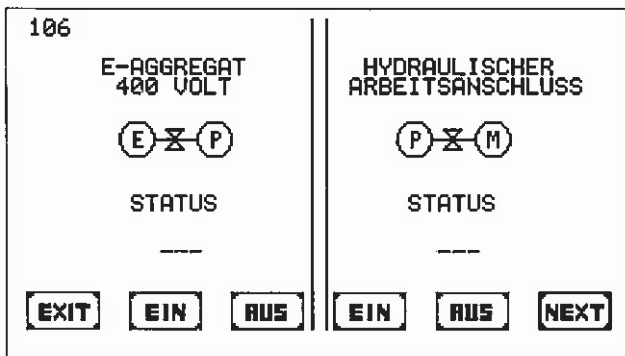 106
E-AGGREGAT
400 VOLT
E P
STATUS
---
EXIT EIN AUS
HYDRAULISCHER
ARBEITSANSCHLUSS
P M
STATUS
---
EIN AUS NEXT